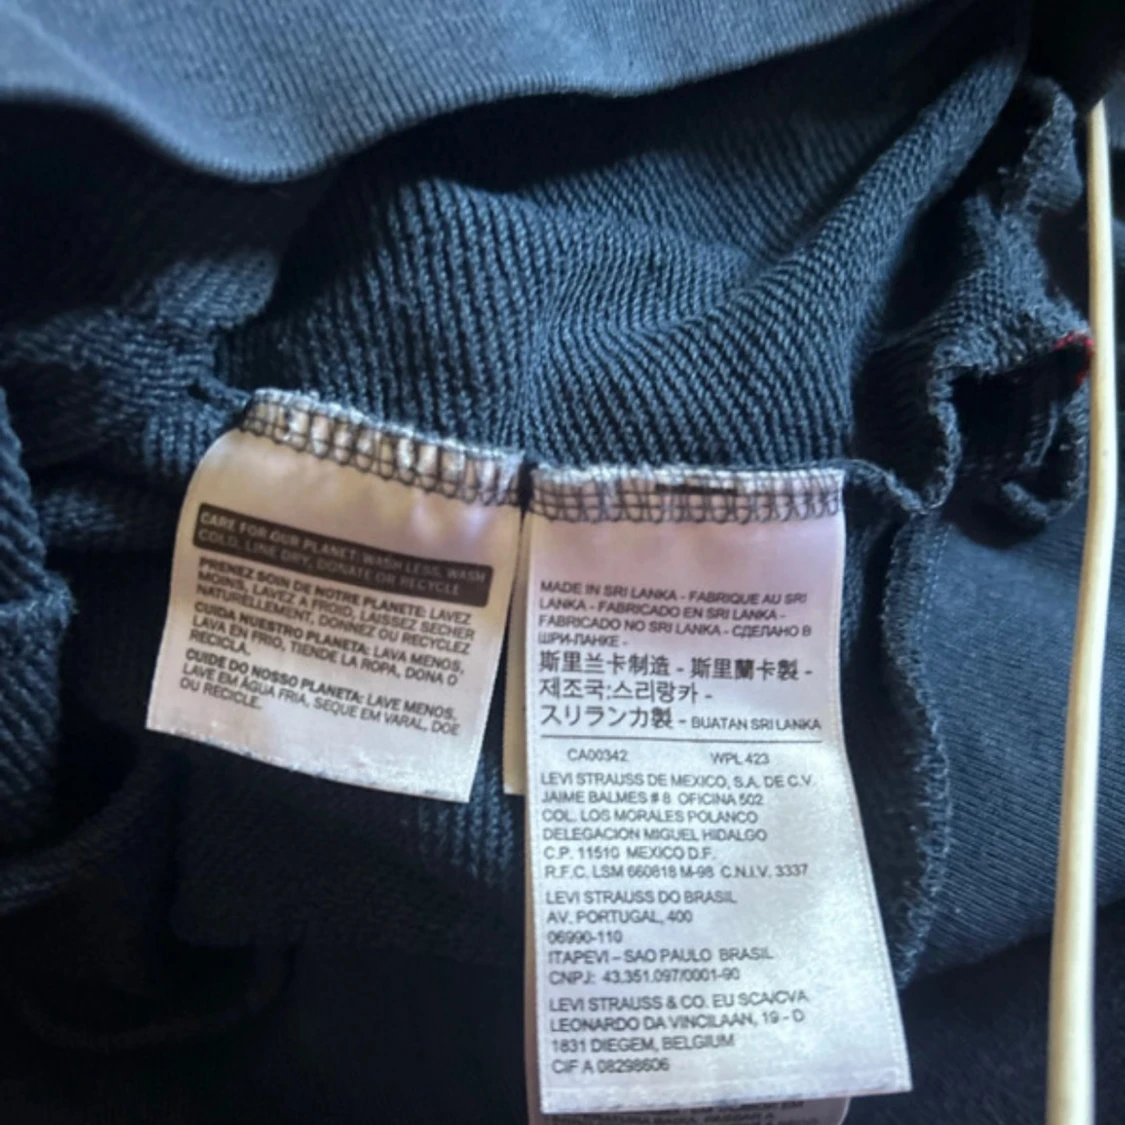 CARE FOR OUR PLANET: WASH LESS, WASH
COLD, LINE DRY, DONATE OR RECYCLE
PRENEZ SOIN DE NOTRE PLANETE: LAVEZ
MOINS, LAVEZ A FROID, LAISSEZ SECHER
NATURELLEMENT, DONNEZ OU RECYCLEZ
CUIDA NUESTRO PLANETA: LAVA MENOS,
LAVA EN FRIO, TIENDE LA ROPA, DONA O
RECICLA.
CUIDE DO NOSSO PLANETA: LAVE MENOS,
LAVE EM AGUA FRIA, SEQUE EM VARAL, DOE
OU RECICLE.
MADE IN SRI LANKA - FABRIQUE AU SRI
LANKA - FABRICADO EN SRI LANKA -
FABRICADO NO SRI LANKA - СДЕЛАНО В
ШРИ-ЛАНКЕ -
斯里兰卡制造 - 斯里蘭卡製 -
제조국:스리랑카 -
スリランカ製 - BUATAN SRI LANKA
CA00342 WPL 423
LEVI STRAUSS DE MEXICO, S.A. DE C.V.
JAIME BALMES # 8 OFICINA 502
COL. LOS MORALES POLANCO
DELEGACION MIGUEL HIDALGO
C.P. 11510 MEXICO D.F.
R.F.C. LSM 660818 M-98 C.N.I.V. 3337
LEVI STRAUSS DO BRASIL
AV. PORTUGAL, 400
06990-110
ITAPEVI – SAO PAULO BRASIL
CNPJ: 43.351.097/0001-90
LEVI STRAUSS & CO. EU SCA/CVA
LEONARDO DA VINCILAAN, 19 - D
1831 DIEGEM, BELGIUM
CIF A 08298606